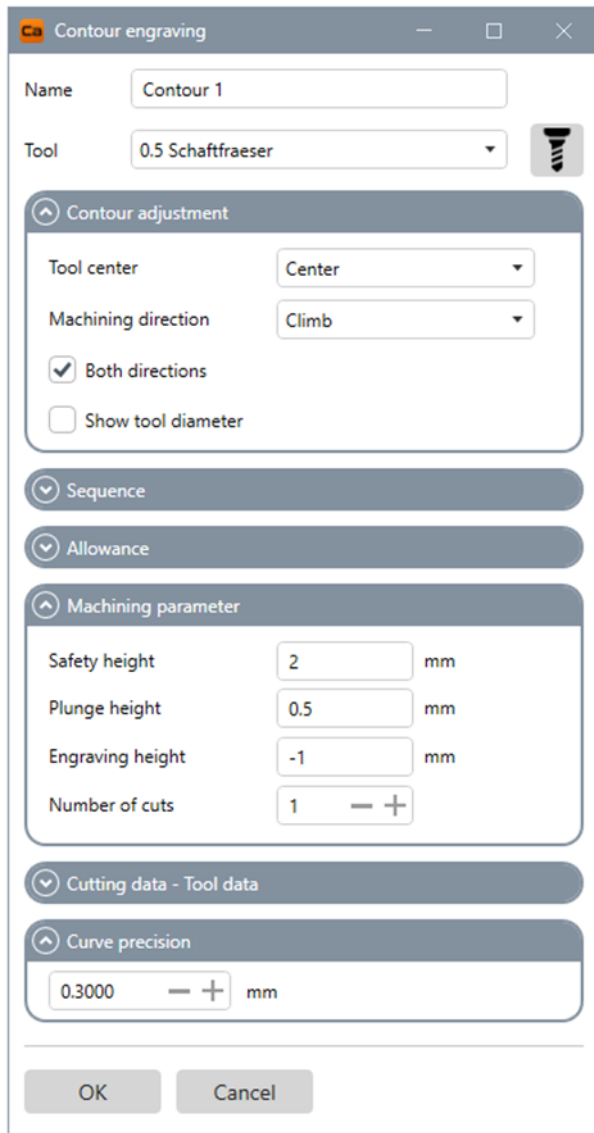 Ca Contour engraving
Name Contour 1
Tool 0.5 Schaftfraeser
Contour adjustment
Tool center Center
Machining direction Climb
Both directions
Show tool diameter
Sequence
Allowance
Machining parameter
Safety height 2 mm
Plunge height 0.5 mm
Engraving height -1 mm
Number of cuts 1
Cutting data - Tool data
Curve precision
0.3000 mm
OK Cancel